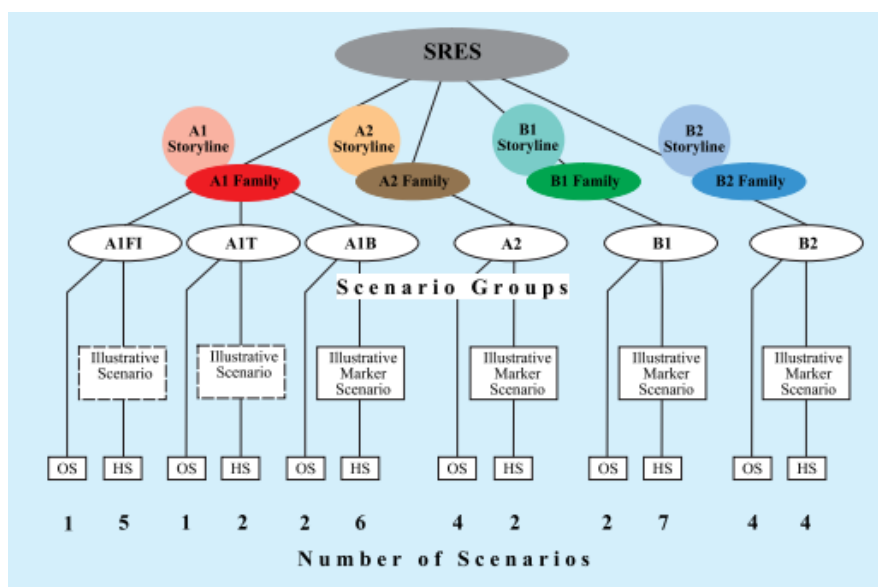 SRES
A1
Storyline
A2
Storyline
B1
Storyline
B2
Storyline
A1 Family
A2 Family
B1 Family
B2 Family
A1FI
A1T
A1B
A2
B1
B2
Scenario Groups
Illustrative
Scenario
Illustrative
Scenario
Illustrative
Marker
Scenario
Illustrative
Marker
Scenario
Illustrative
Marker
Scenario
Illustrative
Marker
Scenario
OS HS OS HS OS HS OS HS OS HS OS HS
1 5 1 2 2 6 4 2 2 7 4 4
Number of Scenarios